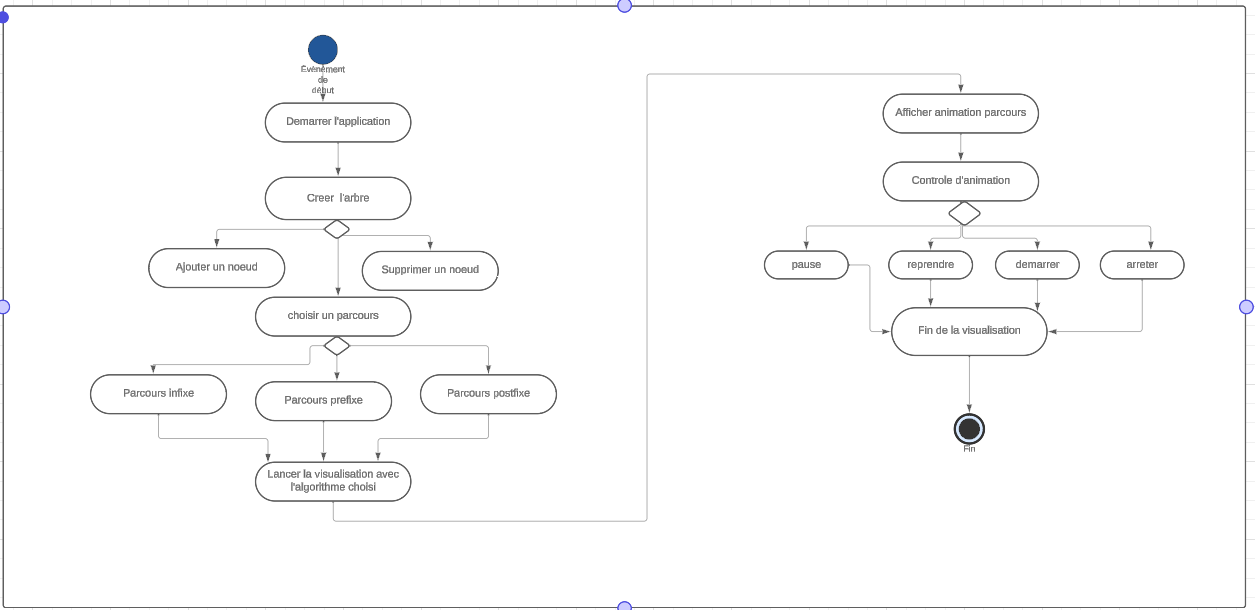 Événement
de
début
Demarrer l'application
Creer l'arbre
Ajouter un noeud
Supprimer un noeud
choisir un parcours
Parcours infixe
Parcours prefixe
Parcours postfixe
Lancer la visualisation avec
l'algorithme choisi
Afficher animation parcours
Controle d'animation
pause
reprendre
demarrer
arreter
Fin de la visualisation
Fin